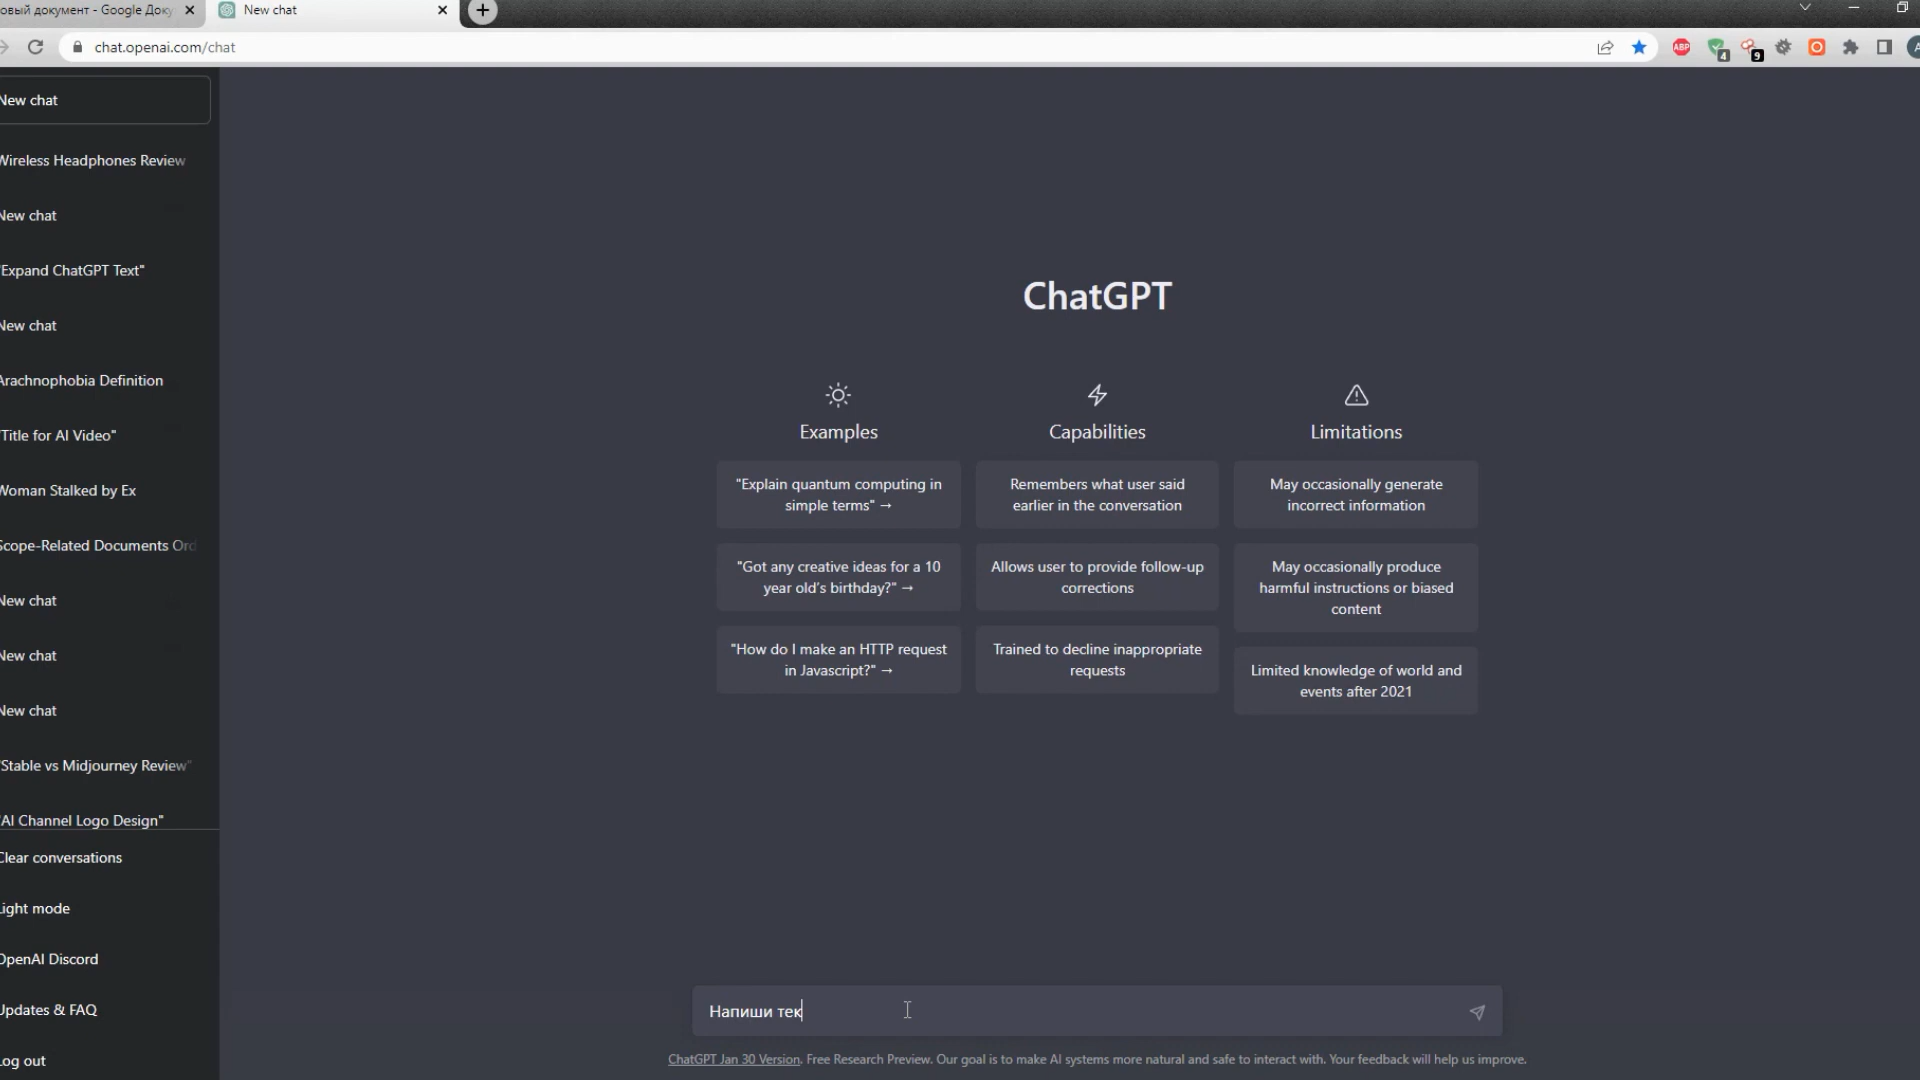 овый документ - Google Доку
New chat
chat.openai.com/chat
ABP
4
9
New chat
Wireless Headphones Review
New chat
"Expand ChatGPT Text"
New chat
Arachnophobia Definition
"Title for AI Video"
Woman Stalked by Ex
Scope-Related Documents Ord
New chat
New chat
New chat
"Stable vs Midjourney Review"
"AI Channel Logo Design"
Clear conversations
Light mode
OpenAI Discord
Updates & FAQ
Log out
ChatGPT
Examples
"Explain quantum computing in
simple terms" →
"Got any creative ideas for a 10
year old's birthday?" →
"How do I make an HTTP request
in Javascript?" →
Capabilities
Remembers what user said
earlier in the conversation
Allows user to provide follow-up
corrections
Trained to decline inappropriate
requests
Limitations
May occasionally generate
incorrect information
May occasionally produce
harmful instructions or biased
content
Limited knowledge of world and
events after 2021
Напиши тек
ChatGPT Jan 30 Version. Free Research Preview. Our goal is to make AI systems more natural and safe to interact with. Your feedback will help us improve.